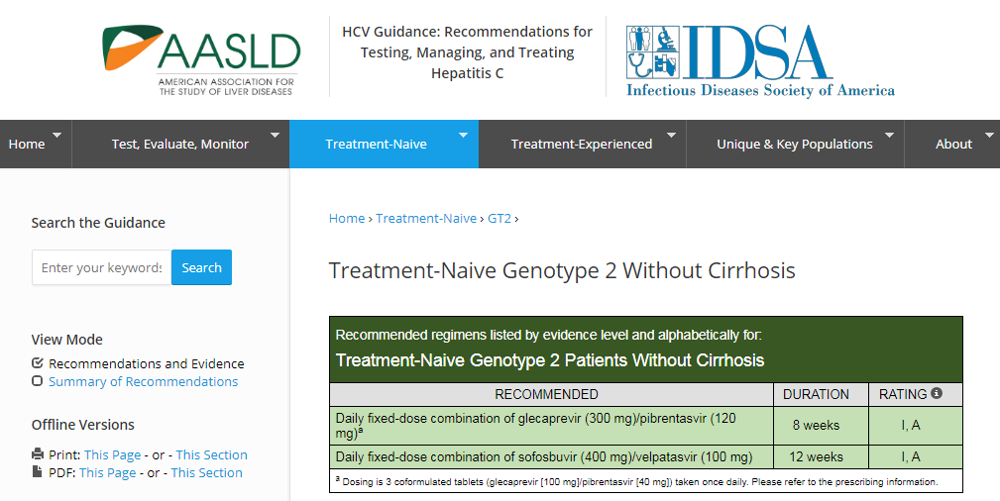 AASLD
AMERICAN ASSOCIATION FOR
THE STUDY OF LIVER DISEASES
HCV Guidance: Recommendations for
Testing, Managing, and Treating
Hepatitis C
IDSA
Infectious Diseases Society of America
Home
Test, Evaluate, Monitor
Treatment-Naive
Treatment-Experienced
Unique & Key Populations
About
Search the Guidance
Enter your keywords
Search
View Mode
Recommendations and Evidence
Summary of Recommendations
Offline Versions
Print: This Page - or - This Section
PDF: This Page - or - This Section
Home › Treatment-Naive › GT2 ›
Treatment-Naive Genotype 2 Without Cirrhosis
Recommended regimens listed by evidence level and alphabetically for:
Treatment-Naive Genotype 2 Patients Without Cirrhosis
RECOMMENDED DURATION RATING
Daily fixed-dose combination of glecaprevir (300 mg)/pibrentasvir (120
mg)ᵃ 8 weeks I, A
Daily fixed-dose combination of sofosbuvir (400 mg)/velpatasvir (100 mg) 12 weeks I, A
ᵃ Dosing is 3 coformulated tablets (glecaprevir [100 mg]/pibrentasvir [40 mg]) taken once daily. Please refer to the prescribing information.